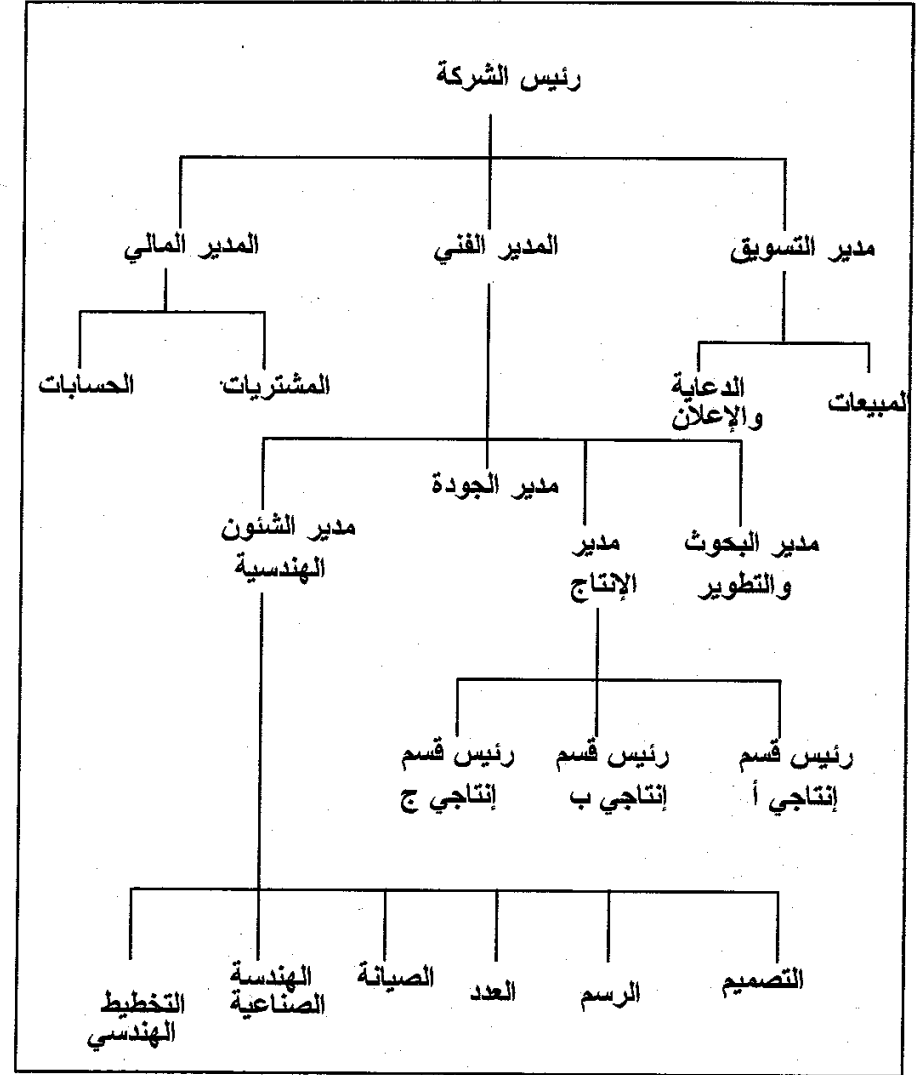 رئيس الشركة
مدير التسويق
المدير الفني
المدير المالي
المبيعات
الدعاية
والإعلان
المشتريات
الحسابات
مدير البحوث
والتطوير
مدير
الإنتاج
مدير الجودة
مدير الشئون
الهندسية
رئيس قسم
إنتاجي أ
رئيس قسم
إنتاجي ب
رئيس قسم
إنتاجي ج
التصميم
الرسم
العدد
الصيانة
الهندسة
الصناعية
التخطيط
الهندسي